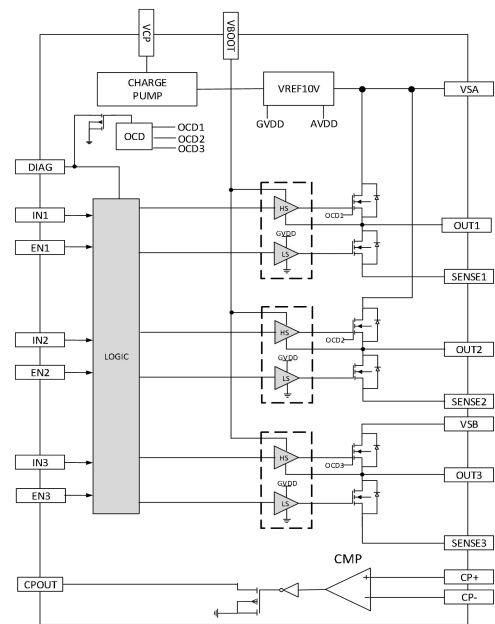 VCP
VBOOT
CHARGE
PUMP
VREF10V
VSA
GVDD
AVDD
OCD
OCD1
OCD2
OCD3
DIAG
IN1
EN1
HS
OCD1
OUT1
GVDD
LS
SENSE1
IN2
EN2
LOGIC
HS
OCD2
OUT2
GVDD
LS
SENSE2
VSB
IN3
EN3
HS
OCD3
OUT3
GVDD
LS
SENSE3
CMP
CPOUT
+
CP+
-
CP-